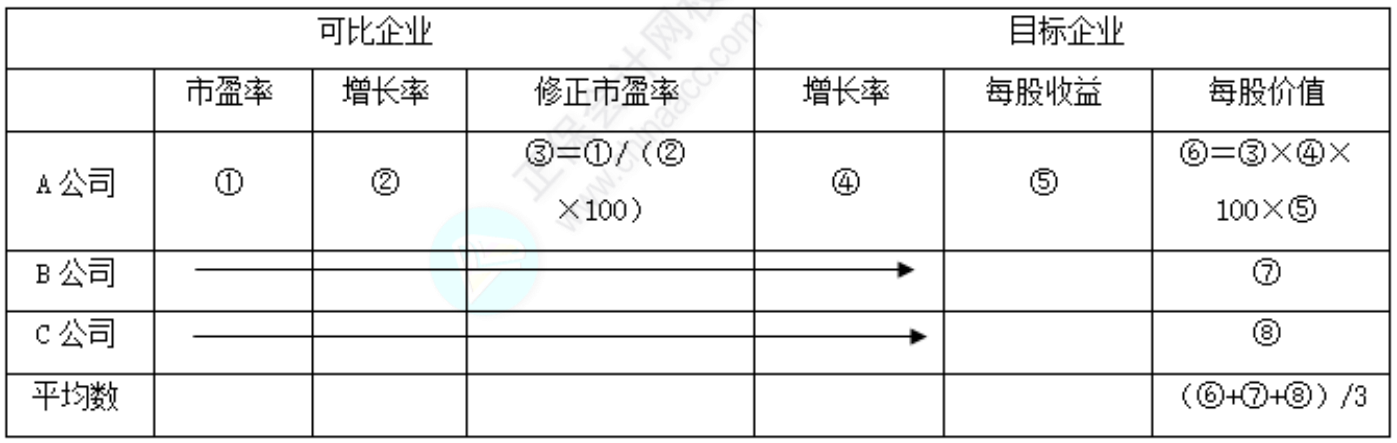 可比企业 目标企业
市盈率 增长率 修正市盈率 增长率 每股收益 每股价值
A公司 ① ② ③=①/(②
×100) ④ ⑤ ⑥=③×④×
100×⑤
B公司 ⑦
C公司 ⑧
平均数 (⑥+⑦+⑧)/3
正保会计网校
www.chinaacc.com